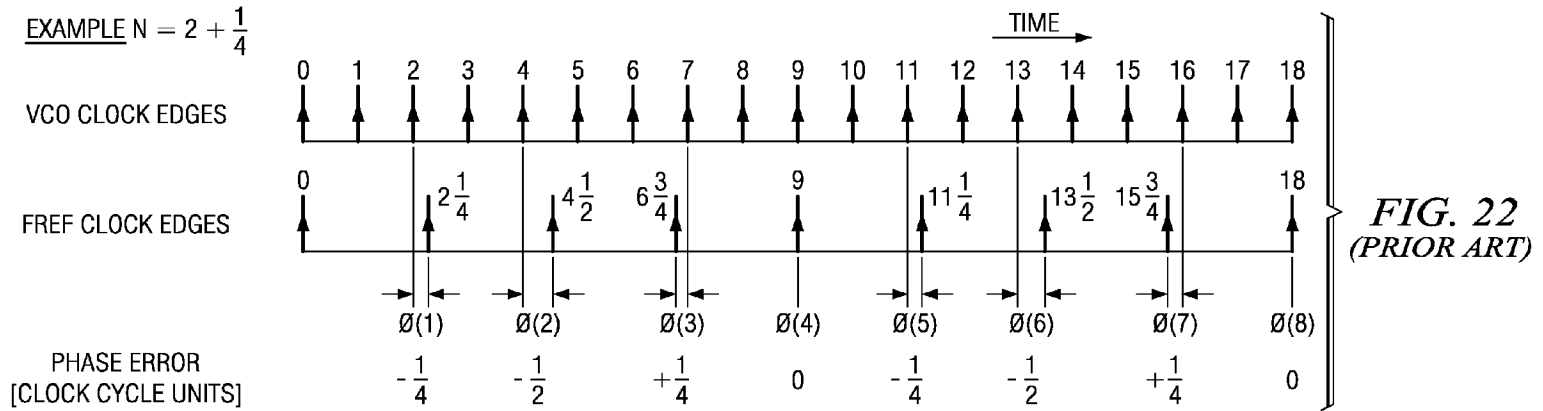 EXAMPLE N = 2 + 1/4
TIME
0 1 2 3 4 5 6 7 8 9 10 11 12 13 14 15 16 17 18
VCO CLOCK EDGES
0 2 1/4 4 1/2 6 3/4 9 11 1/4 13 1/2 15 3/4 18
FREF CLOCK EDGES
Ø(1) Ø(2) Ø(3) Ø(4) Ø(5) Ø(6) Ø(7) Ø(8)
PHASE ERROR
[CLOCK CYCLE UNITS]
-1/4 -1/2 +1/4 0 -1/4 -1/2 +1/4 0
FIG. 22
(PRIOR ART)